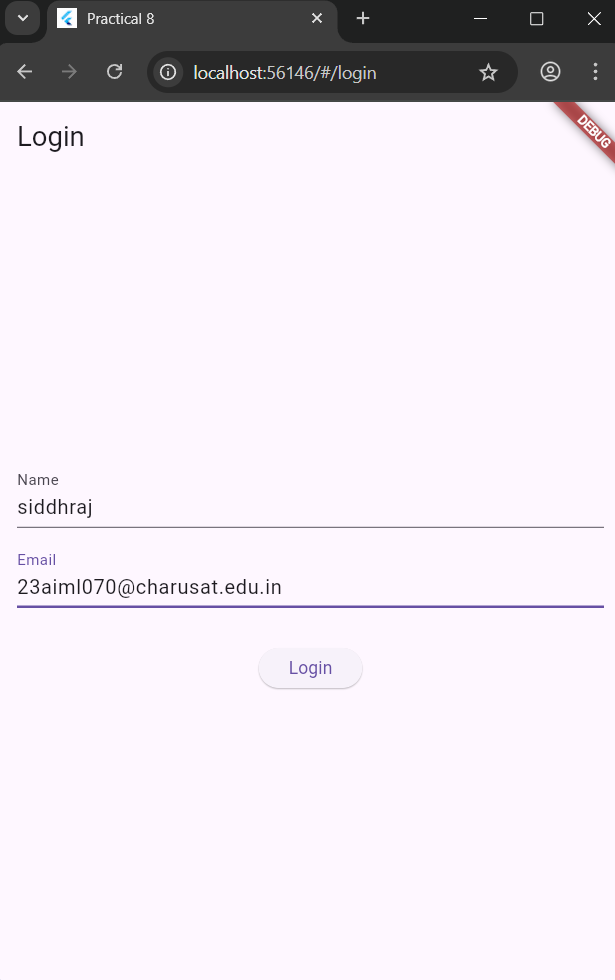 Practical 8
localhost:56146/#/login
DEBUG
Login
Name
siddhraj
Email
23aiml070@charusat.edu.in
Login